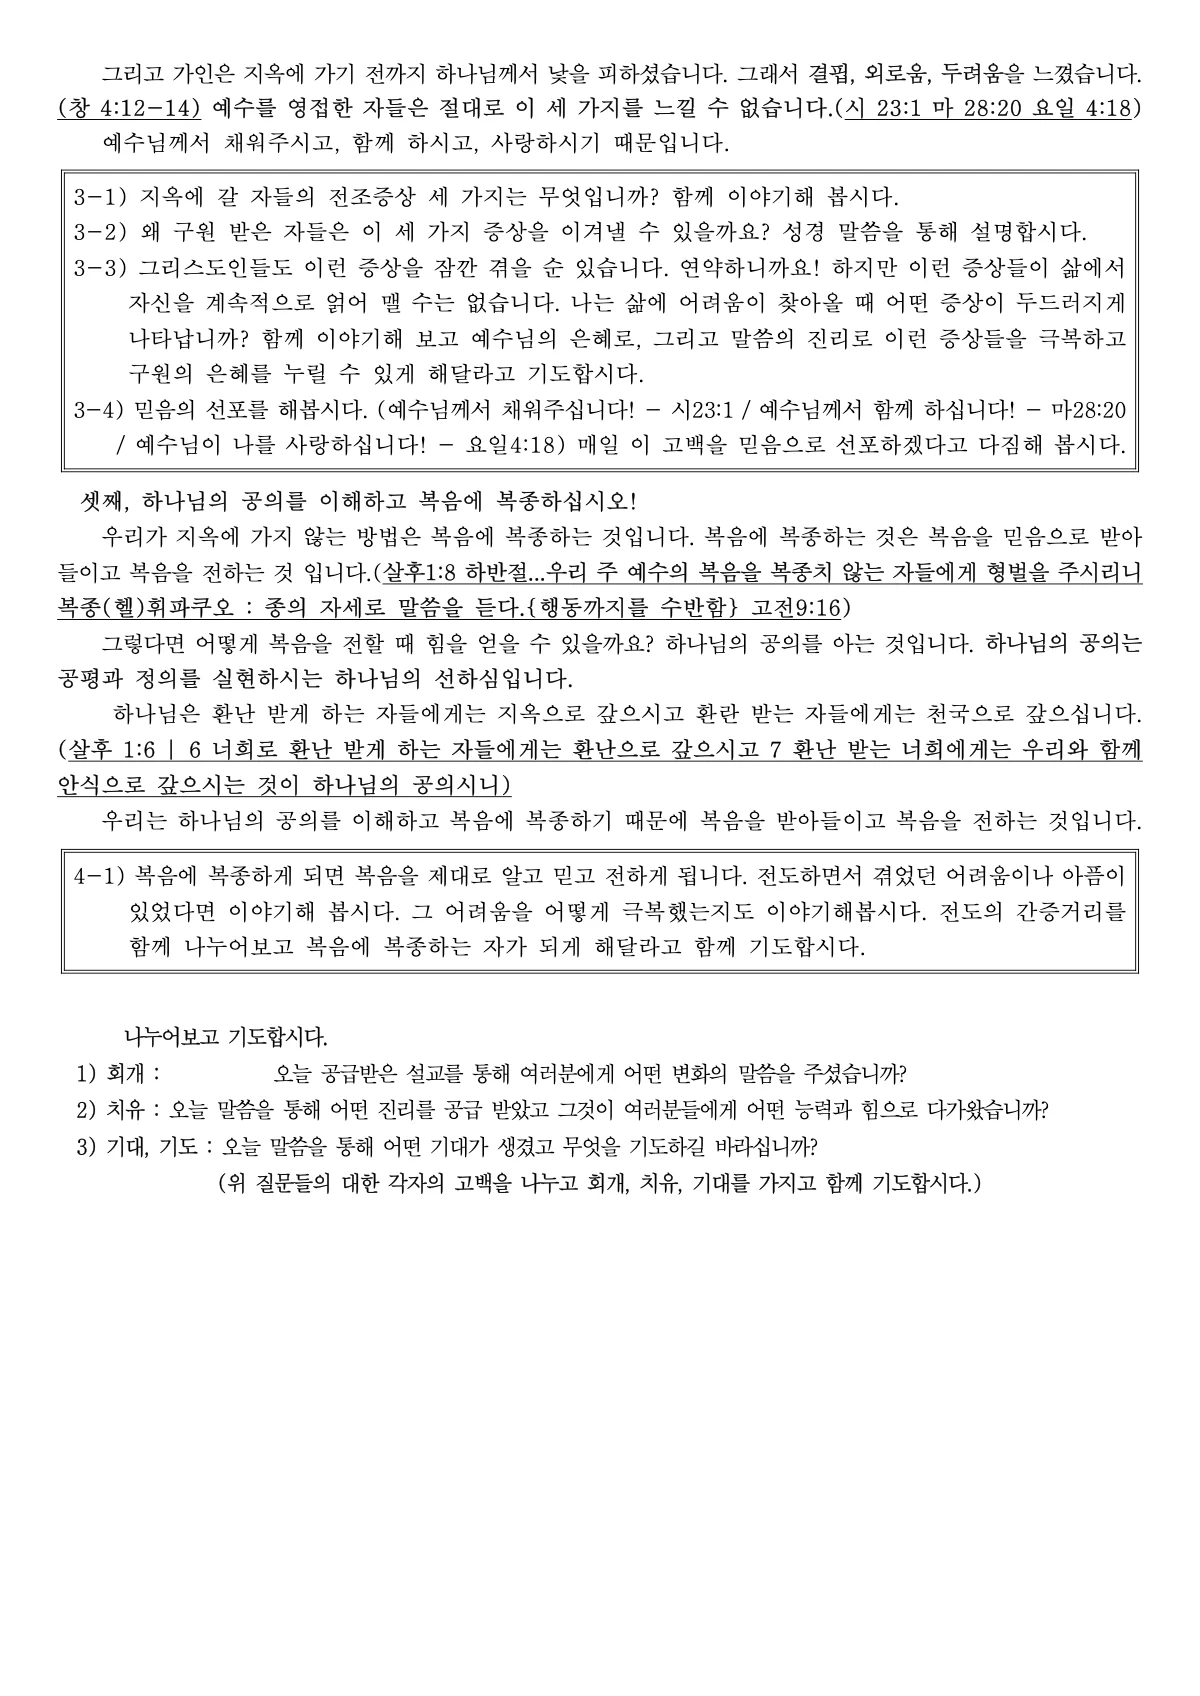 그리고 가인은 지옥에 가기 전까지 하나님께서 낯을 피하셨습니다. 그래서 결핍, 외로움, 두려움을 느꼈습니다.
(창 4:12-14) 예수를 영접한 자들은 절대로 이 세 가지를 느낄 수 없습니다.(시 23:1 마 28:20 요일 4:18)
예수님께서 채워주시고, 함께 하시고, 사랑하시기 때문입니다.
3-1) 지옥에 갈 자들의 전조증상 세 가지는 무엇입니까? 함께 이야기해 봅시다.
3-2) 왜 구원 받은 자들은 이 세 가지 증상을 이겨낼 수 있을까요? 성경 말씀을 통해 설명합시다.
3-3) 그리스도인들도 이런 증상을 잠깐 겪을 순 있습니다. 연약하니까요! 하지만 이런 증상들이 삶에서
자신을 계속적으로 얽어 맬 수는 없습니다. 나는 삶에 어려움이 찾아올 때 어떤 증상이 두드러지게
나타납니까? 함께 이야기해 보고 예수님의 은혜로, 그리고 말씀의 진리로 이런 증상들을 극복하고
구원의 은혜를 누릴 수 있게 해달라고 기도합시다.
3-4) 믿음의 선포를 해봅시다. (예수님께서 채워주십니다! - 시23:1 / 예수님께서 함께 하십니다! - 마28:20
/ 예수님이 나를 사랑하십니다! - 요일4:18) 매일 이 고백을 믿음으로 선포하겠다고 다짐해 봅시다.
셋째, 하나님의 공의를 이해하고 복음에 복종하십시오!
우리가 지옥에 가지 않는 방법은 복음에 복종하는 것입니다. 복음에 복종하는 것은 복음을 믿음으로 받아
들이고 복음을 전하는 것 입니다.(살후1:8 하반절...우리 주 예수의 복음을 복종치 않는 자들에게 형벌을 주시리니
복종(헬)휘파쿠오 : 종의 자세로 말씀을 듣다.{행동까지를 수반함} 고전9:16)
그렇다면 어떻게 복음을 전할 때 힘을 얻을 수 있을까요? 하나님의 공의를 아는 것입니다. 하나님의 공의는
공평과 정의를 실현하시는 하나님의 선하심입니다.
하나님은 환난 받게 하는 자들에게는 지옥으로 갚으시고 환란 받는 자들에게는 천국으로 갚으십니다.
(살후 1:6 | 6 너희로 환난 받게 하는 자들에게는 환난으로 갚으시고 7 환난 받는 너희에게는 우리와 함께
안식으로 갚으시는 것이 하나님의 공의시니)
우리는 하나님의 공의를 이해하고 복음에 복종하기 때문에 복음을 받아들이고 복음을 전하는 것입니다.
4-1) 복음에 복종하게 되면 복음을 제대로 알고 믿고 전하게 됩니다. 전도하면서 겪었던 어려움이나 아픔이
있었다면 이야기해 봅시다. 그 어려움을 어떻게 극복했는지도 이야기해봅시다. 전도의 간증거리를
함께 나누어보고 복음에 복종하는 자가 되게 해달라고 함께 기도합시다.
나누어보고 기도합시다.
1) 회개 : 오늘 공급받은 설교를 통해 여러분에게 어떤 변화의 말씀을 주셨습니까?
2) 치유 : 오늘 말씀을 통해 어떤 진리를 공급 받았고 그것이 여러분들에게 어떤 능력과 힘으로 다가왔습니까?
3) 기대, 기도 : 오늘 말씀을 통해 어떤 기대가 생겼고 무엇을 기도하길 바라십니까?
(위 질문들의 대한 각자의 고백을 나누고 회개, 치유, 기대를 가지고 함께 기도합시다.)